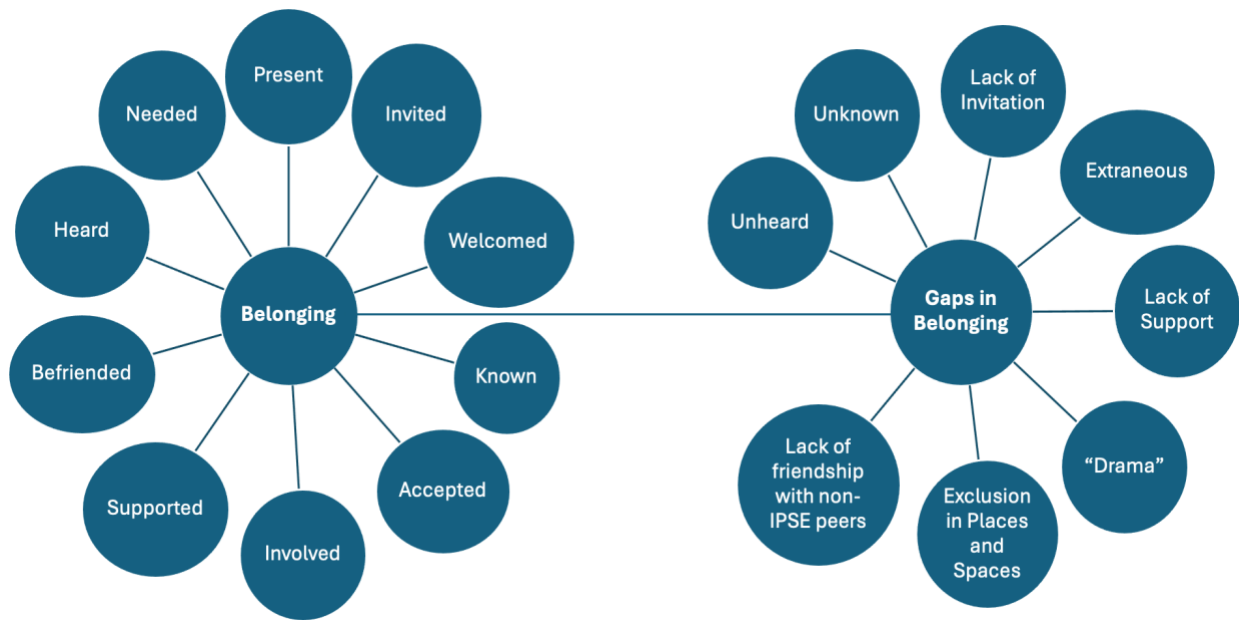 Present
Needed
Invited
Heard
Welcomed
Belonging
Befriended
Known
Supported
Accepted
Involved
Lack of
Invitation
Unknown
Extraneous
Unheard
Gaps in
Belonging
Lack of
Support
Lack of
friendship
with non-
IPSE peers
Exclusion
in Places
and
Spaces
“Drama”